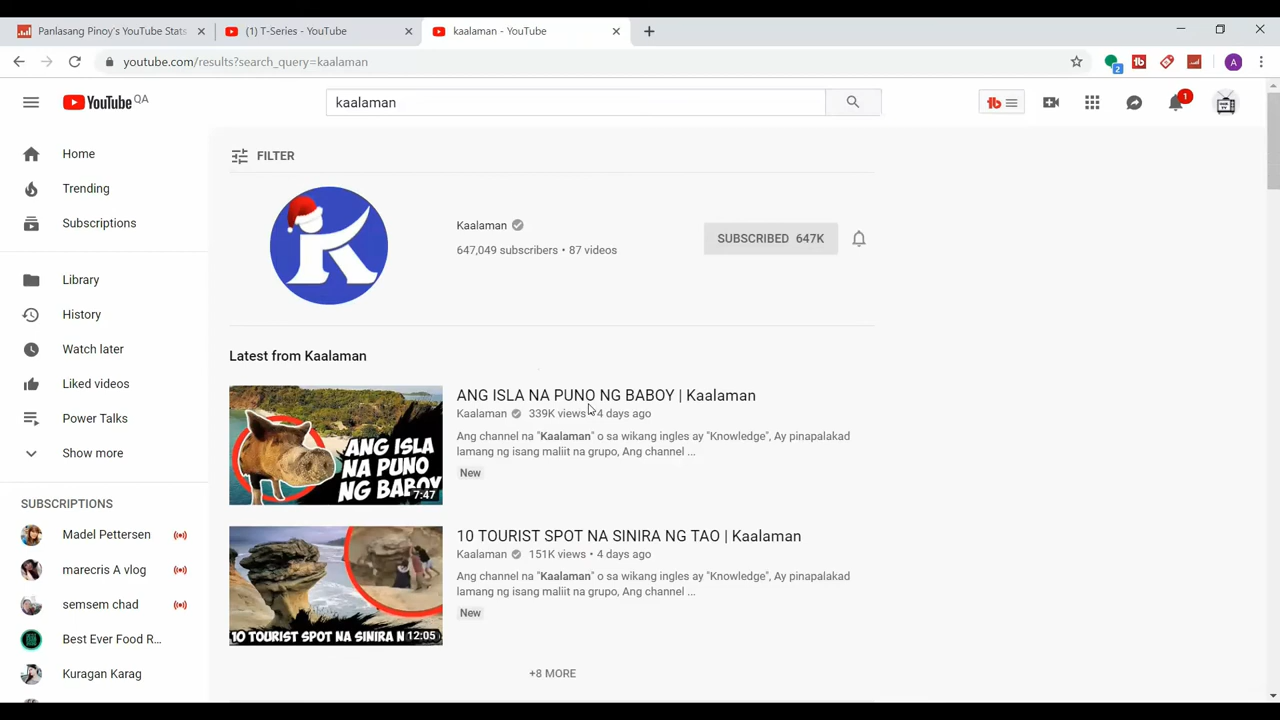 Panlasang Pinoy's YouTube Stats
(1) T-Series - YouTube
kaalaman - YouTube
youtube.com/results?search_query=kaalaman
2
tb
A
YouTube QA
kaalaman
tb
1
Home
Trending
Subscriptions
Library
History
Watch later
Liked videos
Power Talks
Show more
SUBSCRIPTIONS
Madel Pettersen
marecris A vlog
semsem chad
Best Ever Food R...
Kuragan Karag
FILTER
K
Kaalaman
647,049 subscribers • 87 videos
SUBSCRIBED 647K
Latest from Kaalaman
ANG ISLA
NA PUNO
NG BABOY
7:47
ANG ISLA NA PUNO NG BABOY | Kaalaman
Kaalaman 339K views • 4 days ago
Ang channel na "Kaalaman" o sa wikang ingles ay "Knowledge", Ay pinapalakad
lamang ng isang maliit na grupo, Ang channel ...
New
10 TOURIST SPOT NA SINIRA N
12:05
10 TOURIST SPOT NA SINIRA NG TAO | Kaalaman
Kaalaman 151K views • 4 days ago
Ang channel na "Kaalaman" o sa wikang ingles ay "Knowledge", Ay pinapalakad
lamang ng isang maliit na grupo, Ang channel ...
New
+8 MORE